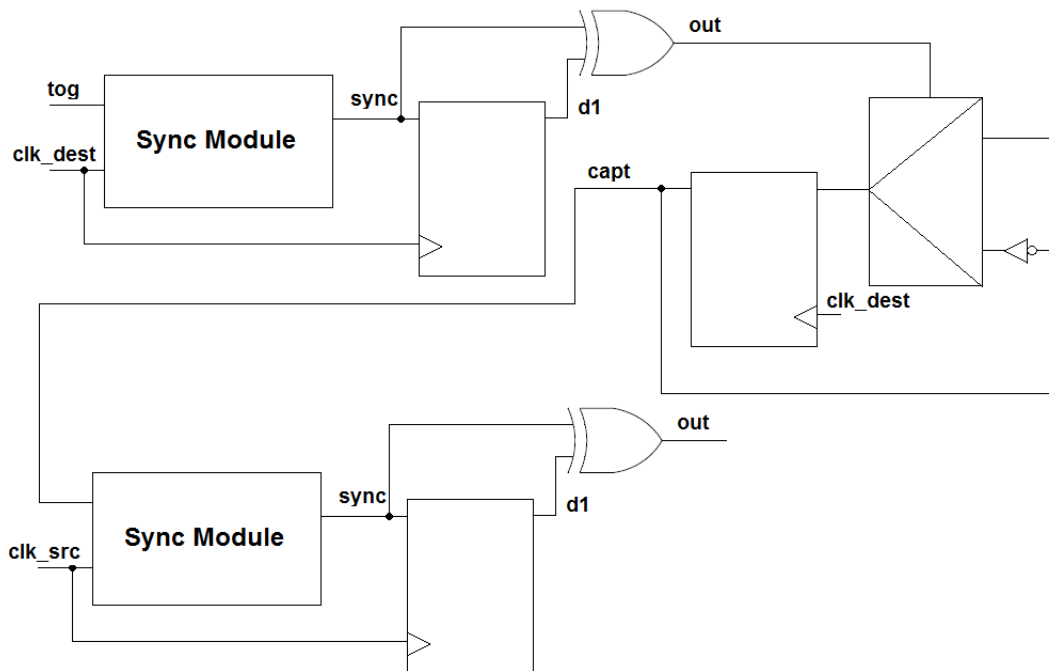 out
tog
sync
d1
Sync Module
clk_dest
capt
clk_dest
out
sync
d1
Sync Module
clk_src